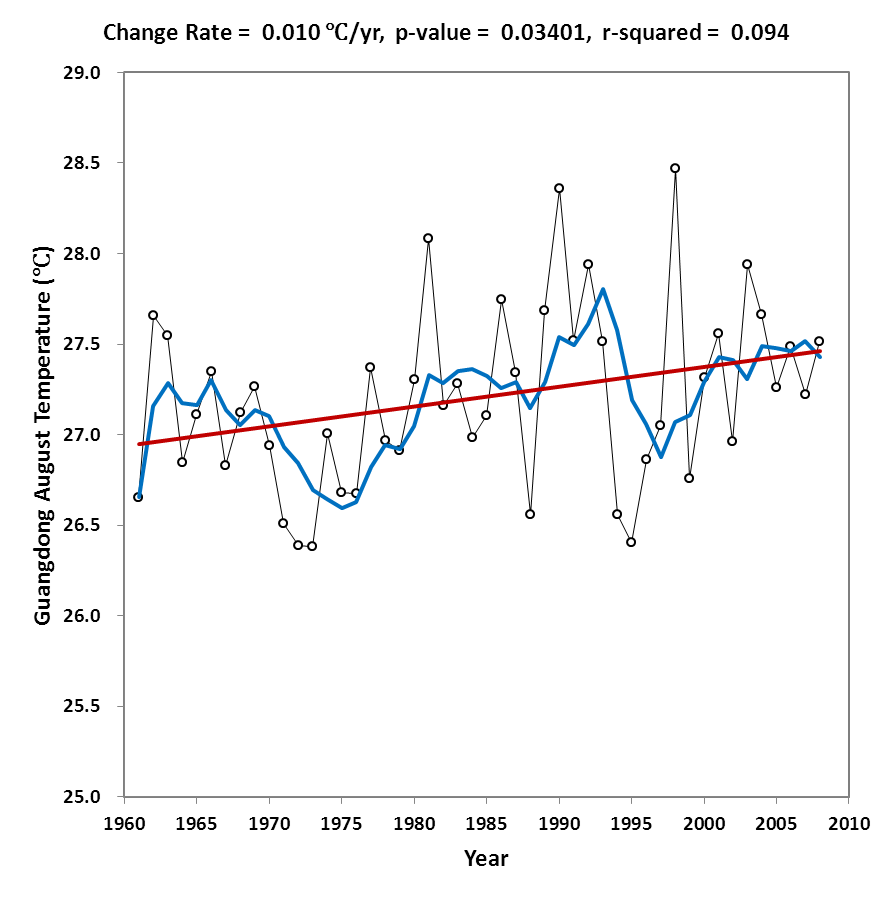 Change Rate = 0.010 ℃/yr, p-value = 0.03401, r-squared = 0.094
29.0
28.5
28.0
27.5
27.0
26.5
26.0
25.5
25.0
Guangdong August Temperature (℃)
1960 1965 1970 1975 1980 1985 1990 1995 2000 2005 2010
Year